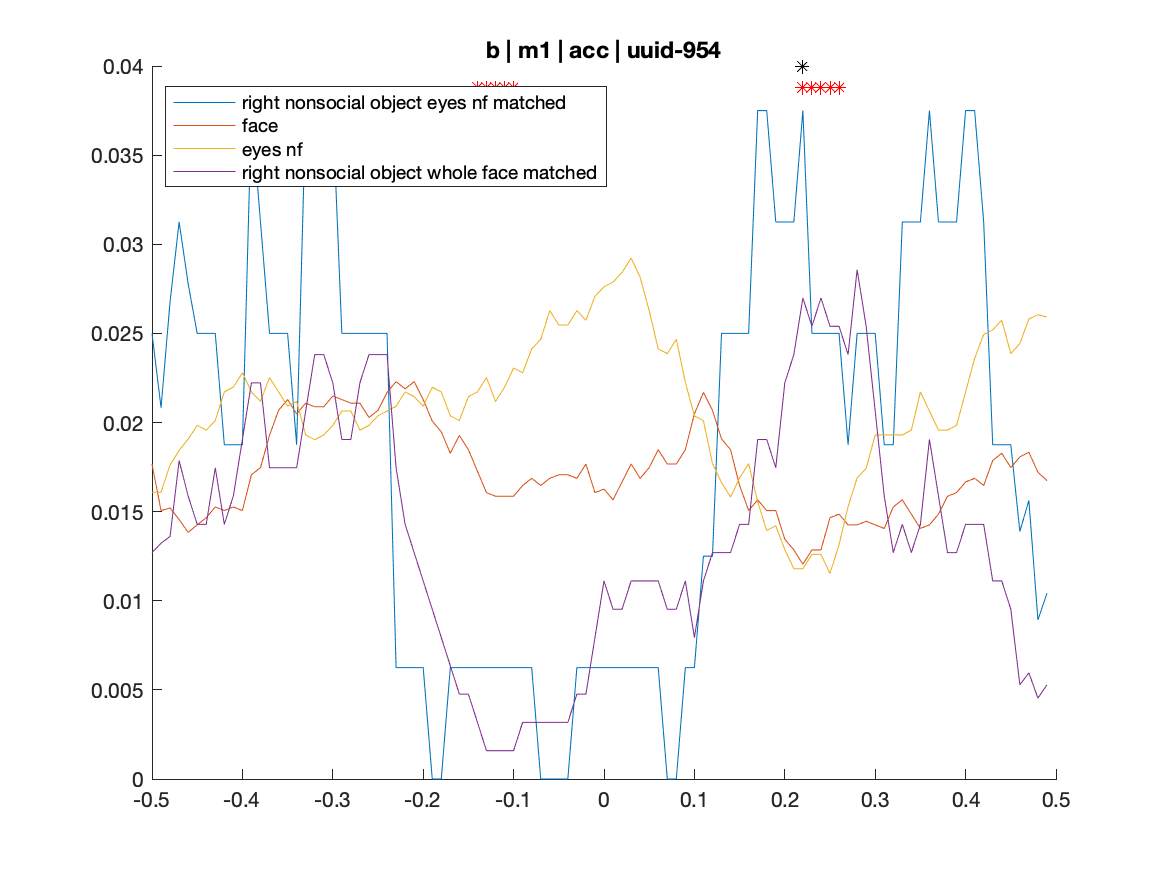 b | m1 | acc | uuid-954
0.04
right nonsocial object eyes nf matched
face
eyes nf
right nonsocial object whole face matched
0.035
0.03
0.025
0.02
0.015
0.01
0.005
0
-0.5 -0.4 -0.3 -0.2 -0.1 0 0.1 0.2 0.3 0.4 0.5